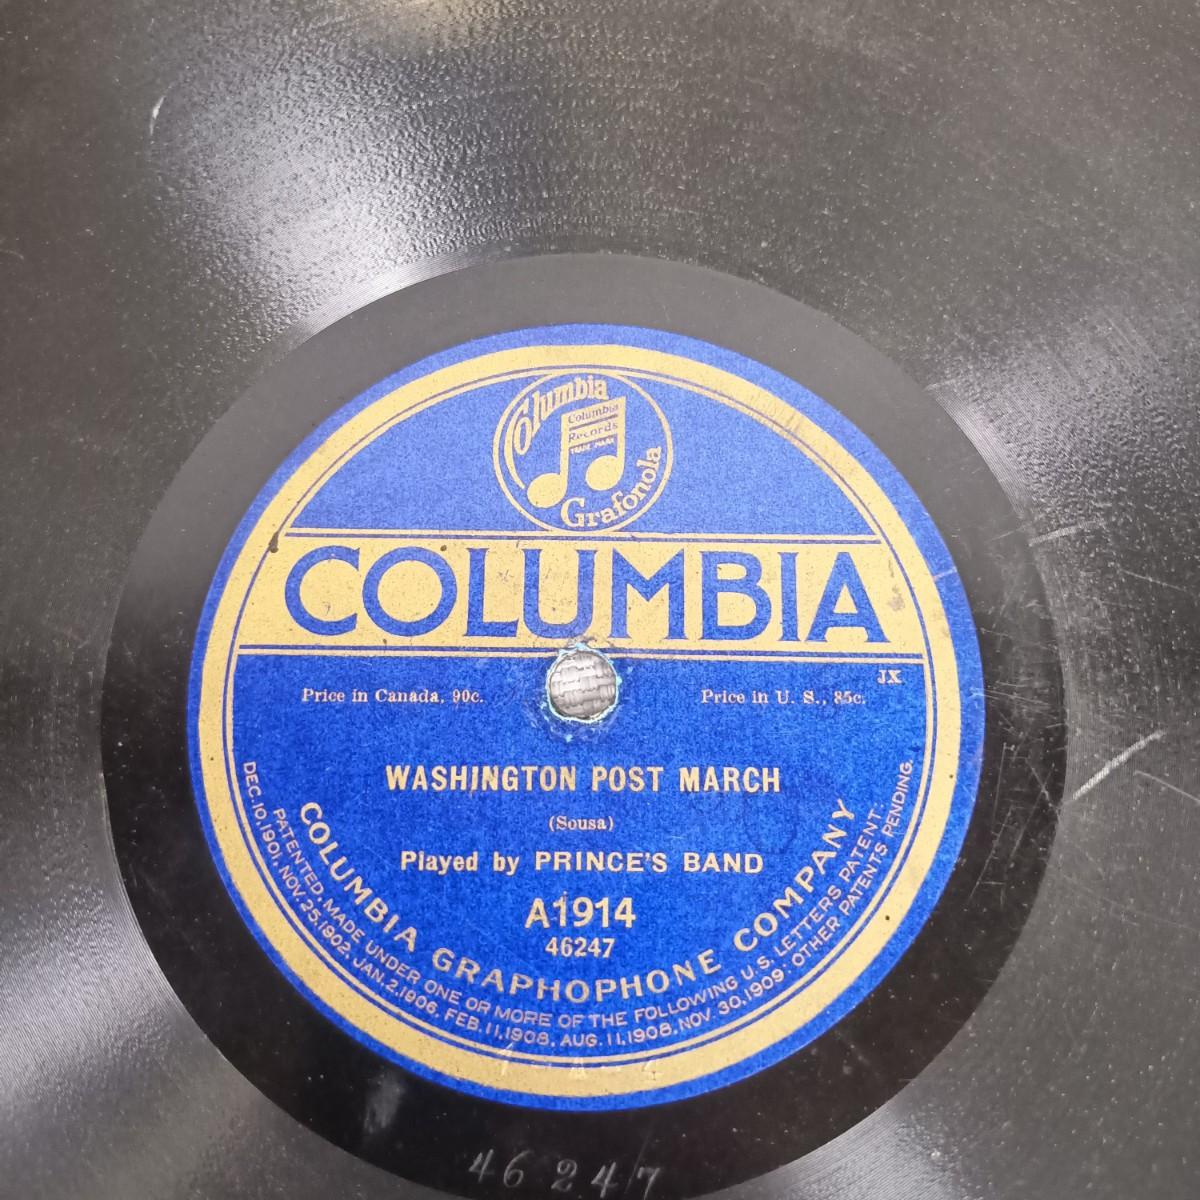 Columbia
Columbia
Records
TRADE MARK
Grafonola
COLUMBIA
JX
Price in Canada, 90c.
Price in U. S., 85c.
WASHINGTON POST MARCH
(Sousa)
Played by PRINCE'S BAND
A1914
46247
COLUMBIA GRAPHOPHONE COMPANY
PATENTED, MADE UNDER ONE OR MORE OF THE FOLLOWING U.S. LETTERS PATENT:
DEC.10,1901, NOV.25,1902, JAN.2,1906, FEB.11,1908, AUG.11,1908, NOV.30,1909: OTHER PATENTS PENDING.
46247